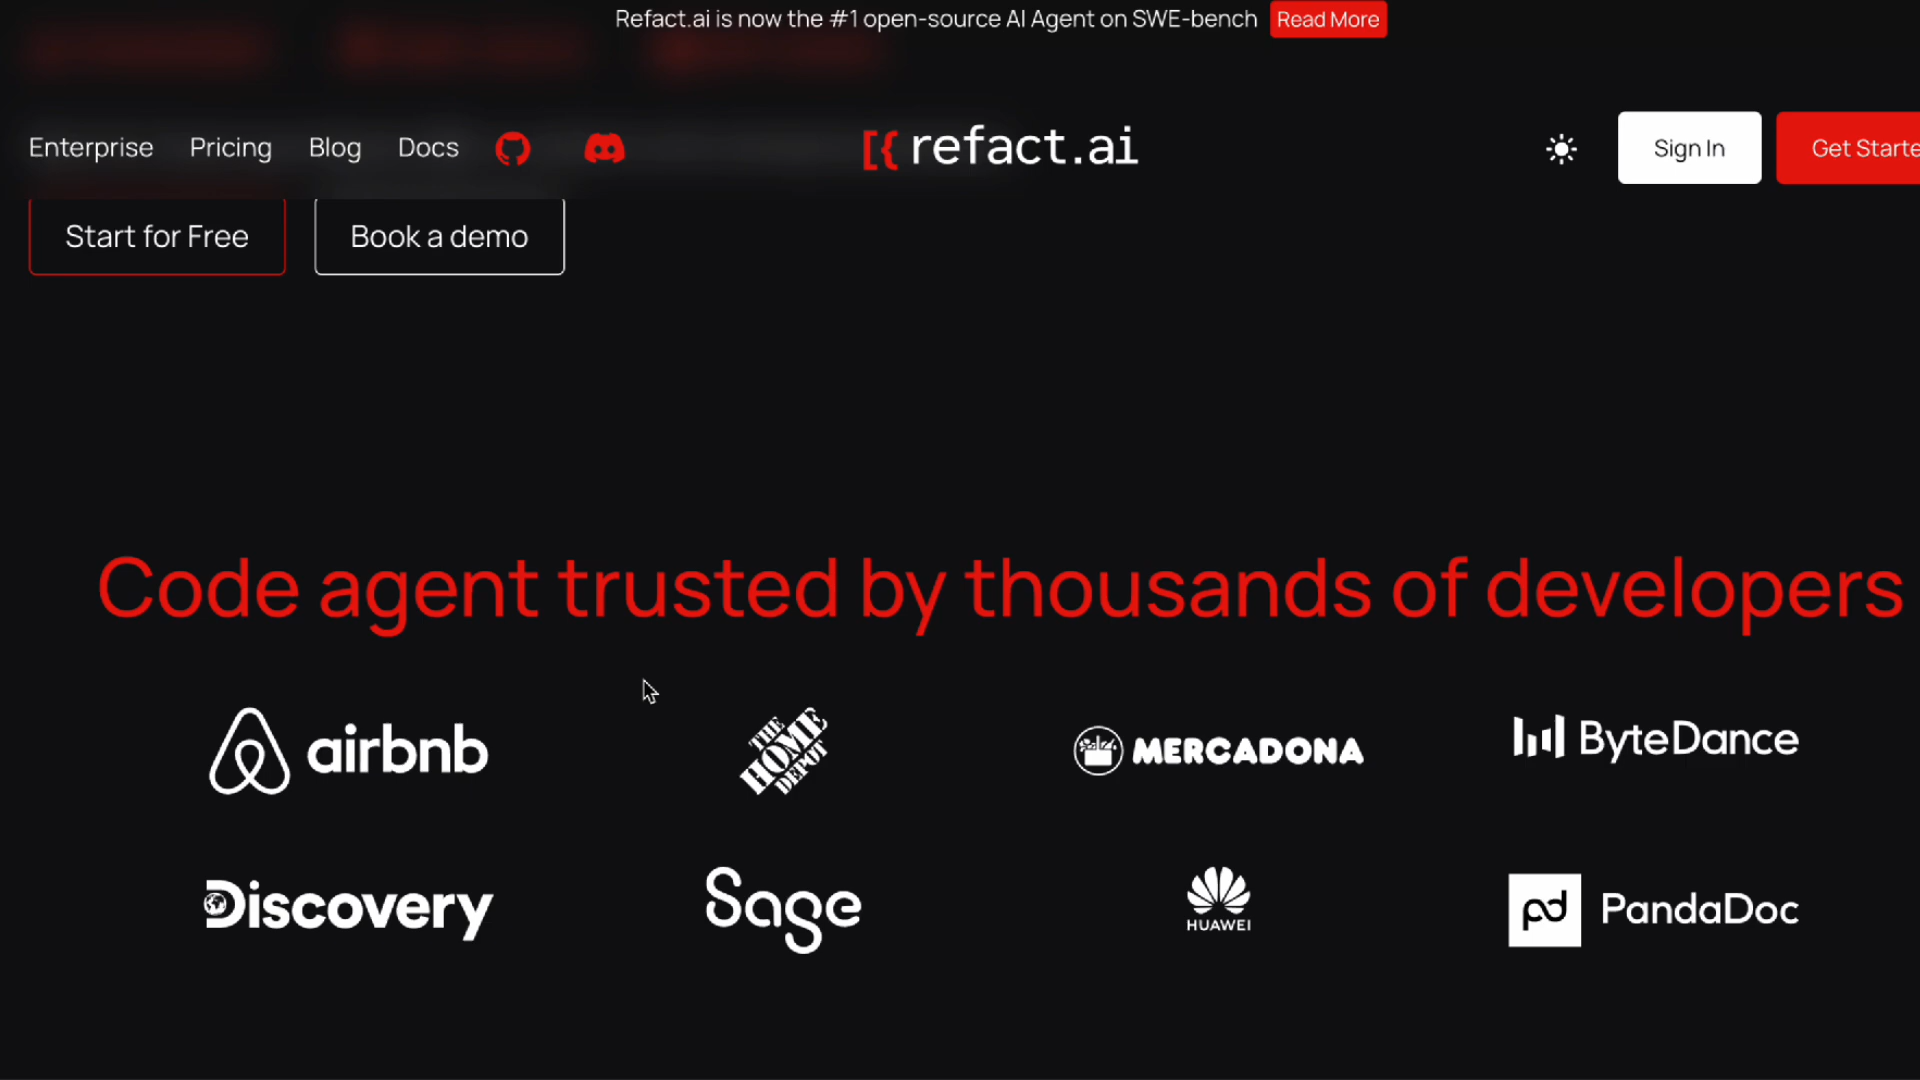 Refact.ai is now the #1 open-source AI Agent on SWE-bench Read More
Enterprise Pricing Blog Docs [{ refact.ai Sign In Get Starte
Start for Free Book a demo
Code agent trusted by thousands of developers
airbnb THE HOME DEPOT MERCADONA ByteDance
Discovery Sage HUAWEI pd PandaDoc